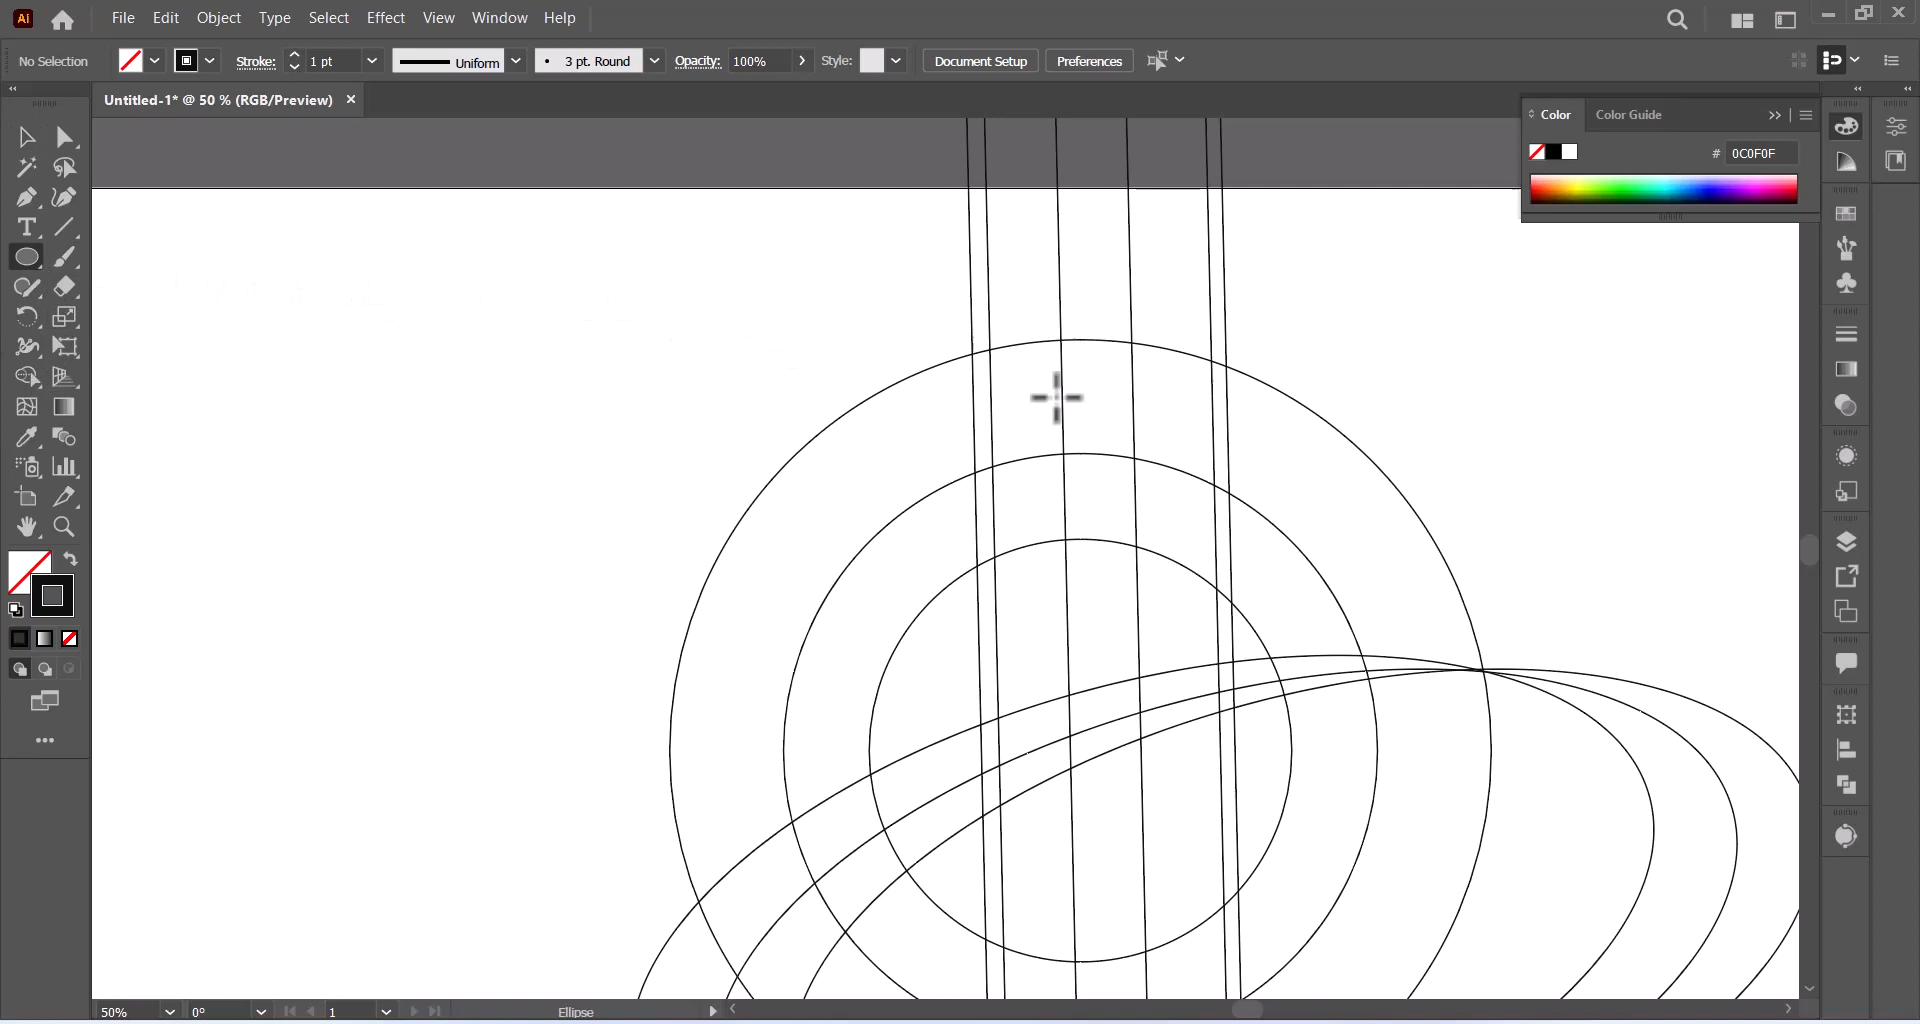 Ai File Edit Object Type Select Effect View Window Help
No Selection Stroke: 1 pt Uniform 3 pt. Round Opacity: 100% Style: Document Setup Preferences
Untitled-1* @ 50 % (RGB/Preview)
Color Color Guide
# 0C0F0F
50% 0° 1 Ellipse